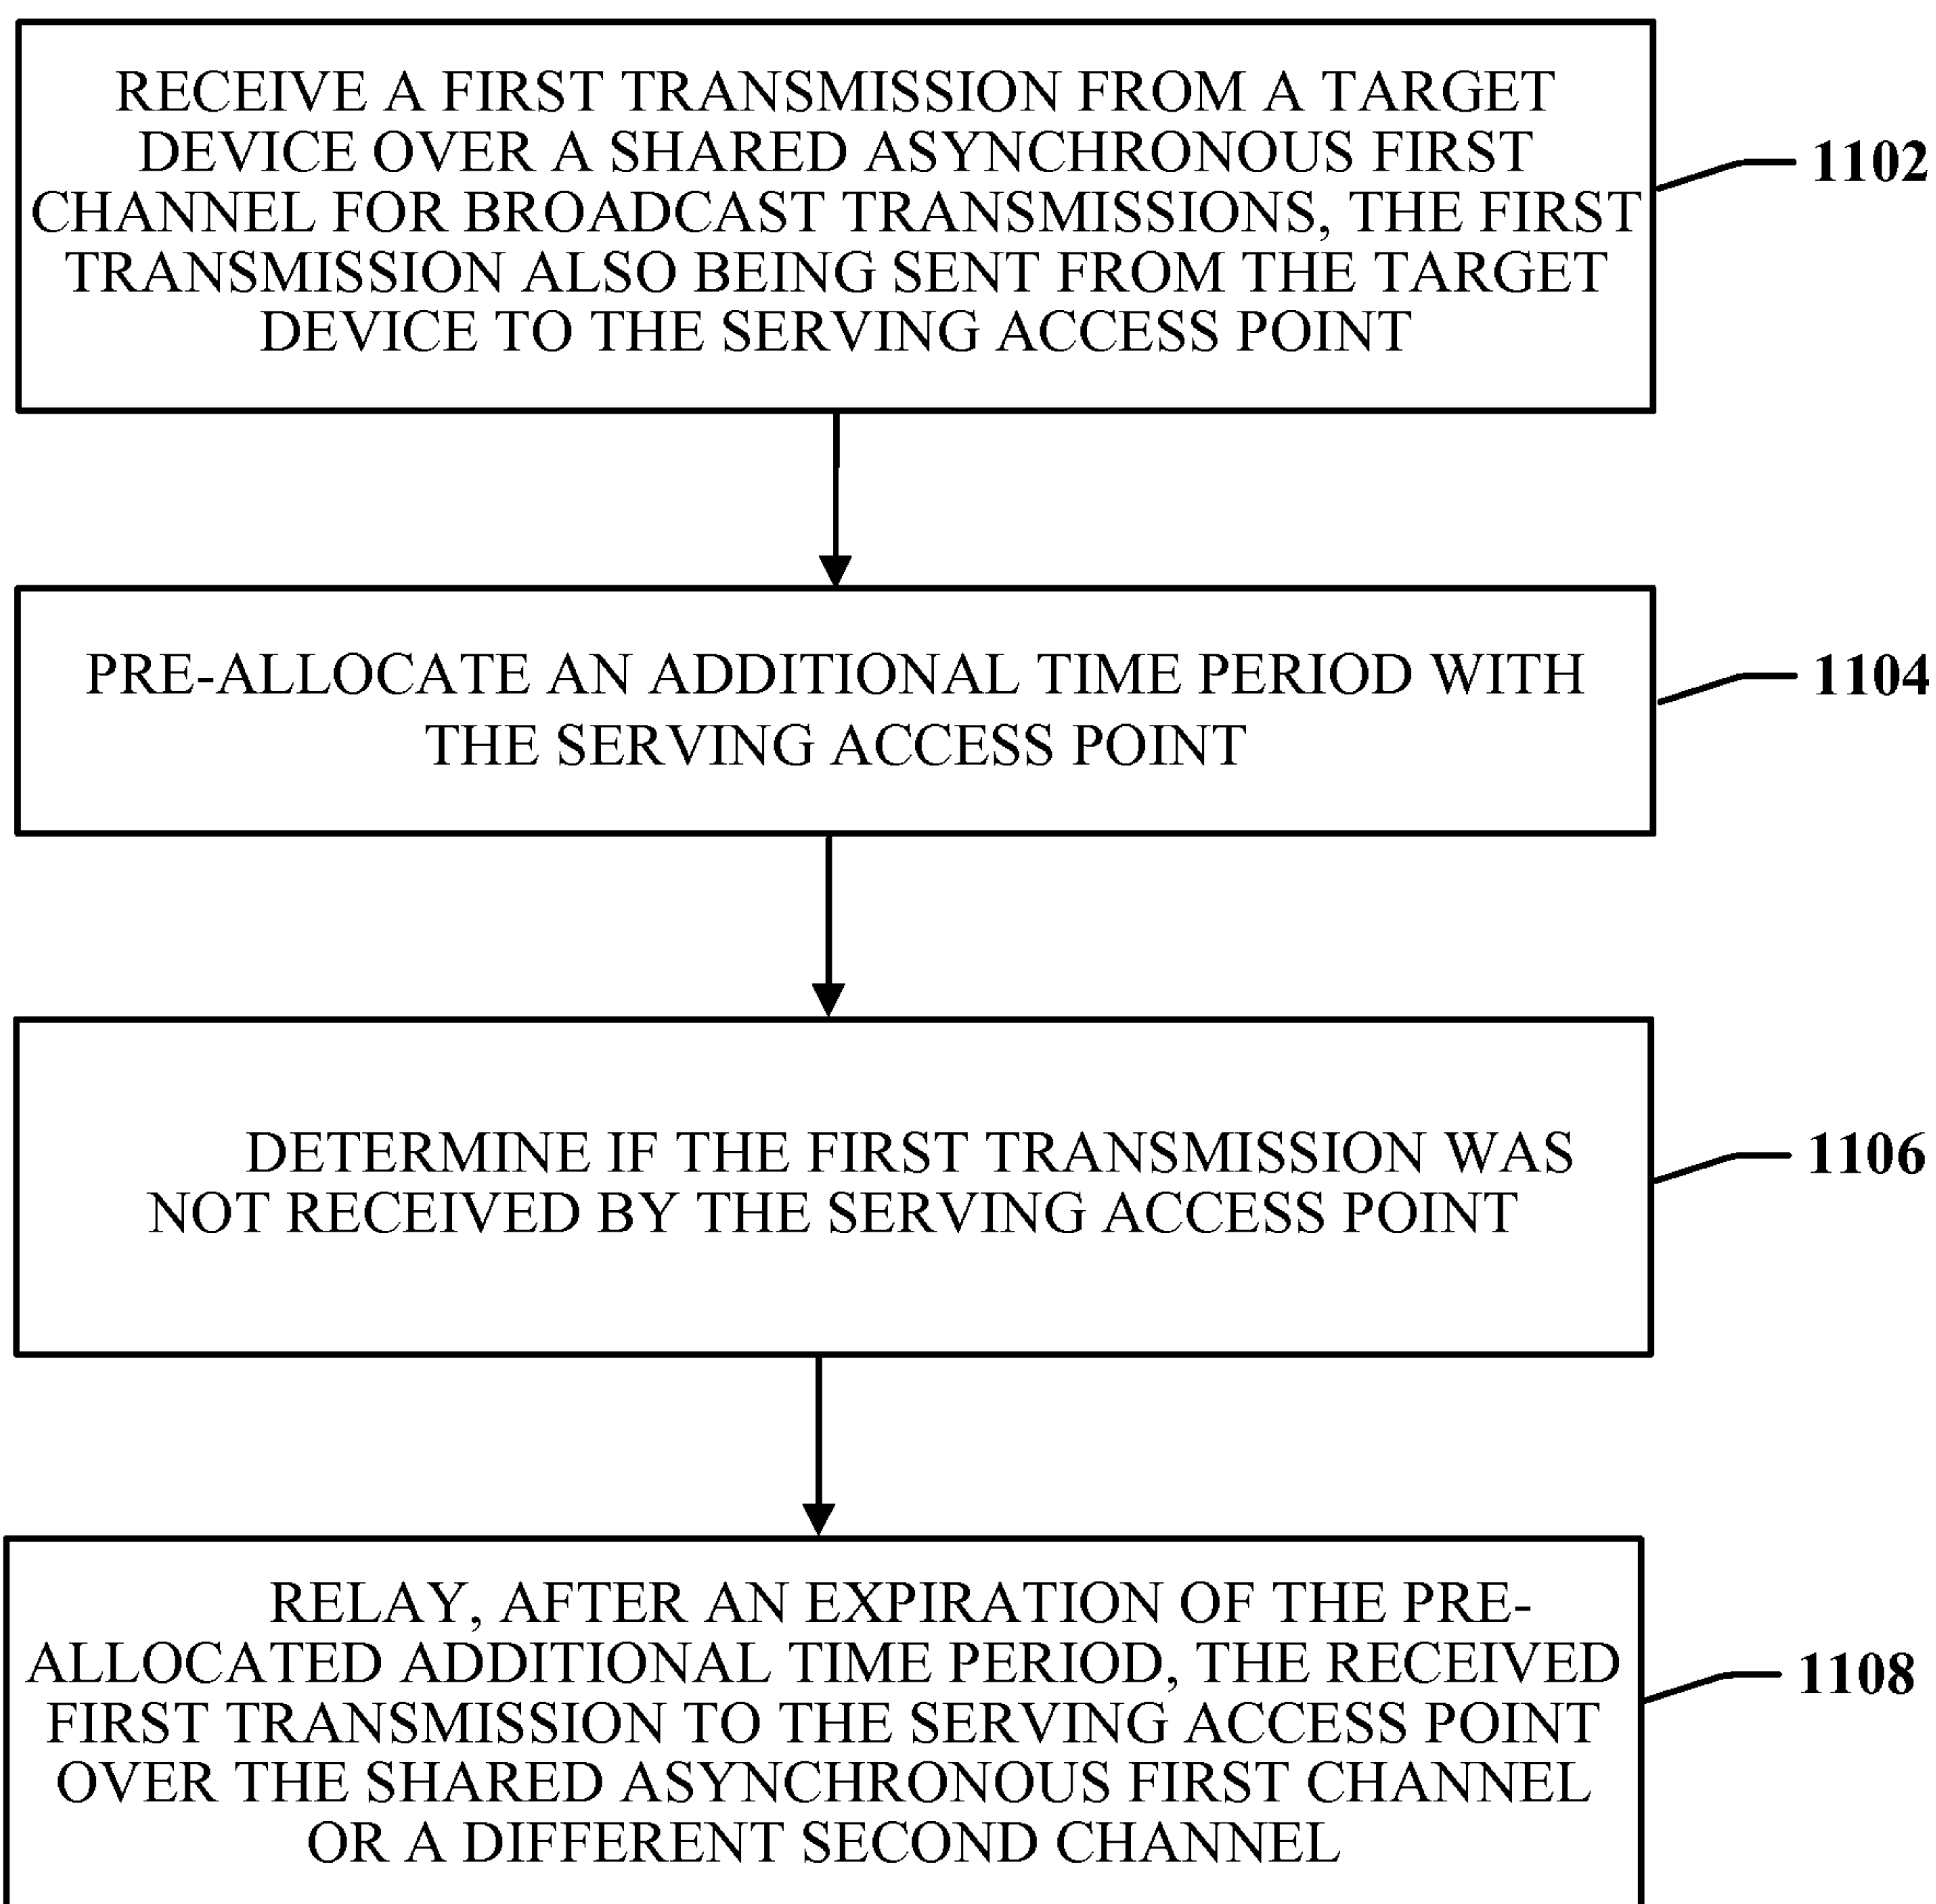 RECEIVE A FIRST TRANSMISSION FROM A TARGET
DEVICE OVER A SHARED ASYNCHRONOUS FIRST
CHANNEL FOR BROADCAST TRANSMISSIONS, THE FIRST
TRANSMISSION ALSO BEING SENT FROM THE TARGET
DEVICE TO THE SERVING ACCESS POINT
1102
PRE-ALLOCATE AN ADDITIONAL TIME PERIOD WITH
THE SERVING ACCESS POINT
1104
DETERMINE IF THE FIRST TRANSMISSION WAS
NOT RECEIVED BY THE SERVING ACCESS POINT
1106
RELAY, AFTER AN EXPIRATION OF THE PRE-
ALLOCATED ADDITIONAL TIME PERIOD, THE RECEIVED
FIRST TRANSMISSION TO THE SERVING ACCESS POINT
OVER THE SHARED ASYNCHRONOUS FIRST CHANNEL
OR A DIFFERENT SECOND CHANNEL
1108